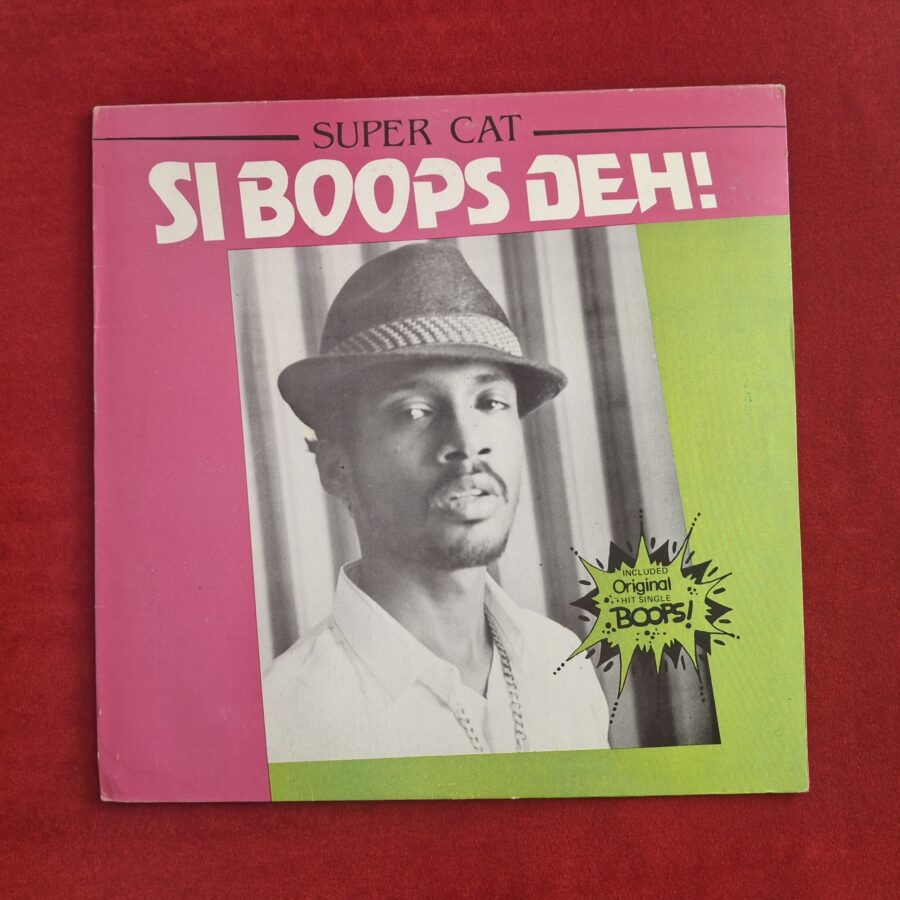 SUPER CAT
SI BOOPS DEH!
INCLUDED
Original
HIT SINGLE
BOOPS!